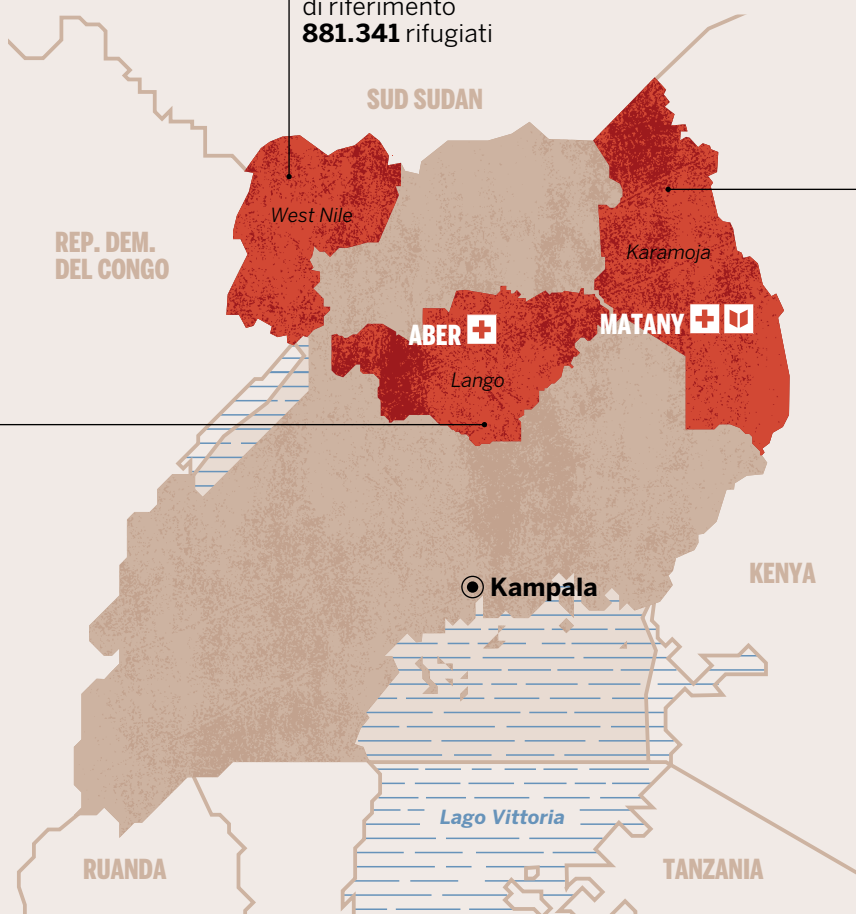 di riferimento
881.341 rifugiati
SUD SUDAN
West Nile
REP. DEM.
DEL CONGO
Karamoja
MATANY
ABER
Lango
KENYA
Kampala
Lago Vittoria
RUANDA
TANZANIA